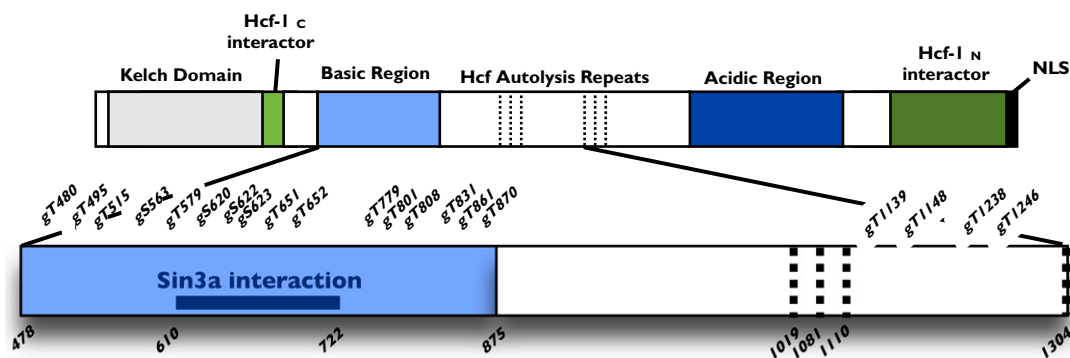 Hcf-1 C
interactor
Kelch Domain
Basic Region
Hcf Autolysis Repeats
Acidic Region
Hcf-1 N
interactor
NLS
gT480
gT495
gT515
gS563
gT579
gS620
gS622
gS623
gT651
gT652
gT779
gT801
gT808
gT831
gT861
gT870
gT1139
gT1148
gT1238
gT1246
Sin3a interaction
478
610
722
875
1019
1081
1110
1304